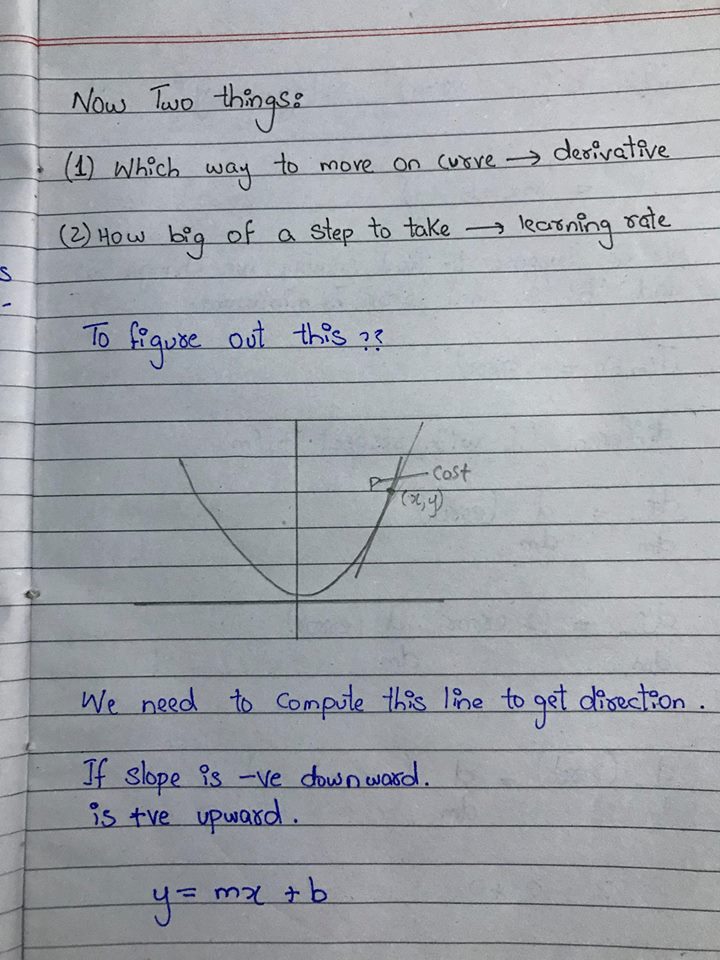 Now Two things:
(1) Which way to move on curve → derivative
(2) How big of a step to take → learning rate
s
-
To figure out this ??
cost
(x,y)
We need to compute this line to get direction.
If slope is -ve downward.
is +ve upward.
y = mx + b